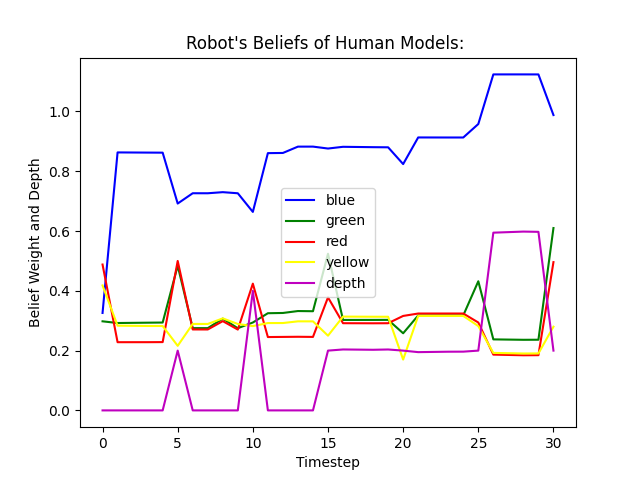 Robot's Beliefs of Human Models:
Belief Weight and Depth
1.0
0.8
0.6
0.4
0.2
0.0
blue
green
red
yellow
depth
0 5 10 15 20 25 30
Timestep